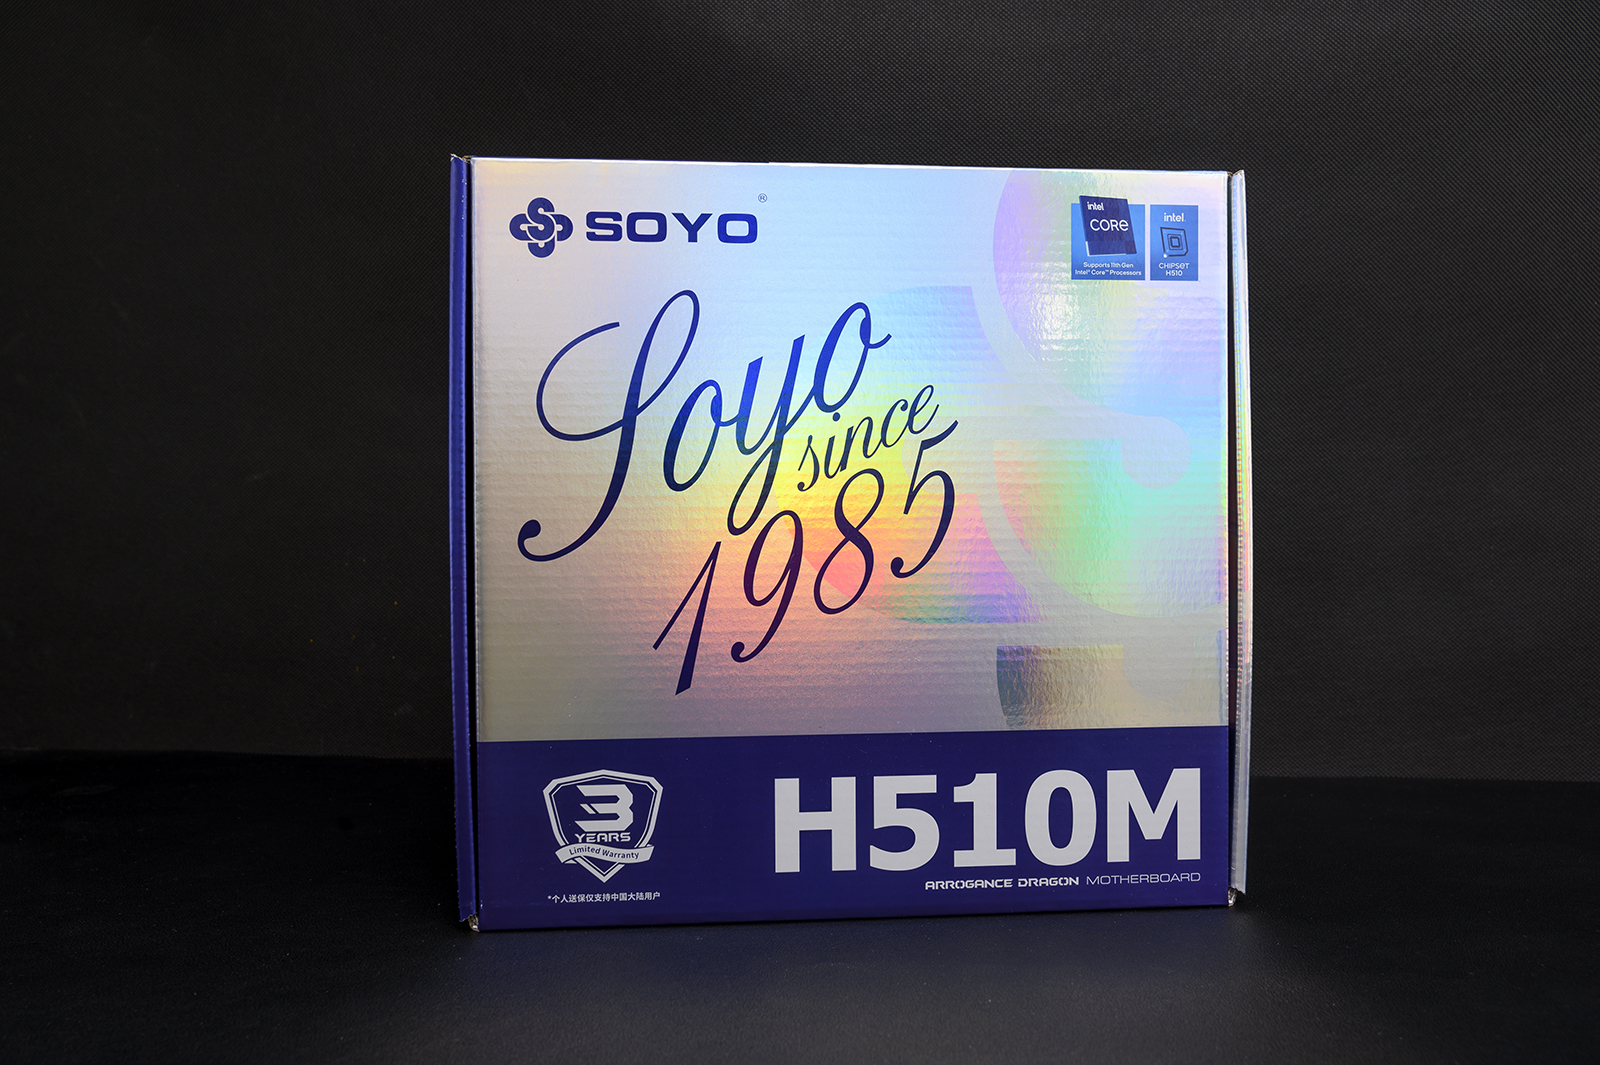 SOYO®
intel
CORE
Supports 11th Gen
Intel® Core™ Processors
intel.
CHIPSET
H510
Soyo
since
1985
3
YEARS
Limited Warranty
*个人送保仅支持中国大陆用户
H510M
ARROGANCE DRAGON MOTHERBOARD